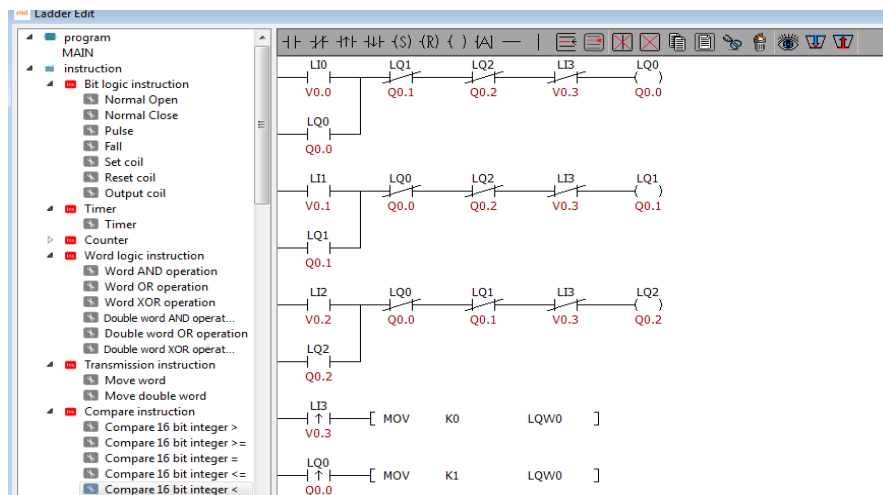 Ladder Edit
program
MAIN
instruction
Bit logic instruction
Normal Open
Normal Close
Pulse
Fall
Set coil
Reset coil
Output coil
Timer
Timer
Counter
Word logic instruction
Word AND operation
Word OR operation
Word XOR operation
Double word AND operat...
Double word OR operation
Double word XOR operat...
Transmission instruction
Move word
Move double word
Compare instruction
Compare 16 bit integer >
Compare 16 bit integer >=
Compare 16 bit integer =
Compare 16 bit integer <=
Compare 16 bit integer <
(S) (R) ( ) [A]
LI0 LQ1 LQ2 LI3 LQ0
V0.0 Q0.1 Q0.2 V0.3 Q0.0
LQ0
Q0.0
LI1 LQ0 LQ2 LI3 LQ1
V0.1 Q0.0 Q0.2 V0.3 Q0.1
LQ1
Q0.1
LI2 LQ0 LQ1 LI3 LQ2
V0.2 Q0.0 Q0.1 V0.3 Q0.2
LQ2
Q0.2
LI3
[ MOV K0 LQW0 ]
V0.3
LQ0
[ MOV K1 LQW0 ]
Q0.0